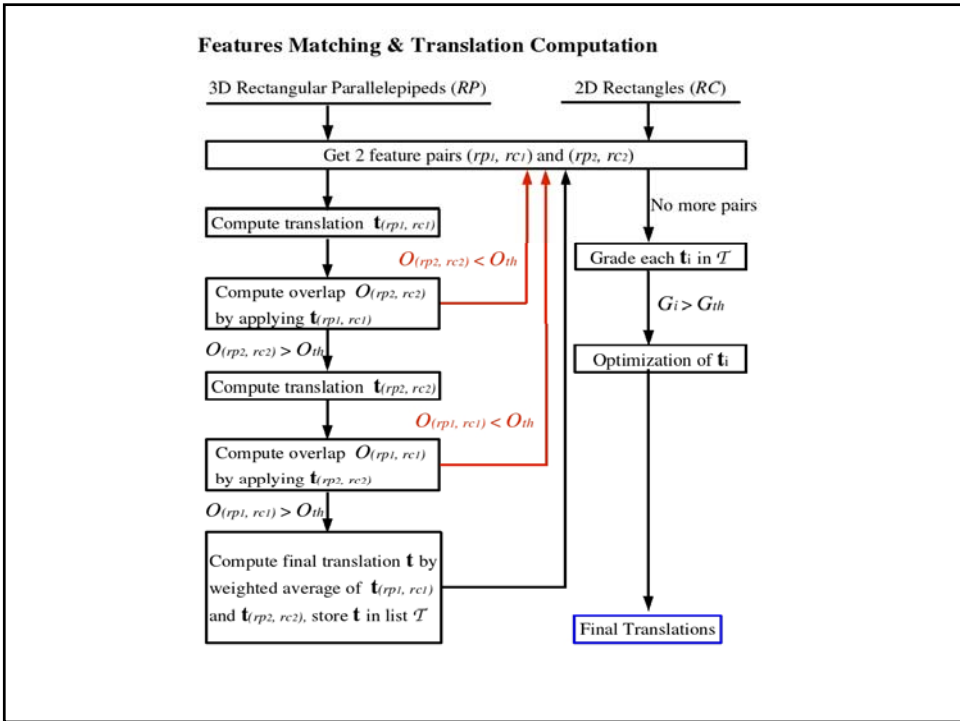 Features Matching & Translation Computation
3D Rectangular Parallelepipeds (RP)
2D Rectangles (RC)
Get 2 feature pairs (rp1, rc1) and (rp2, rc2)
Compute translation t(rp1, rc1)
O(rp2, rc2) < Oth
Compute overlap O(rp2, rc2)
by applying t(rp1, rc1)
O(rp2, rc2) > Oth
Compute translation t(rp2, rc2)
O(rp1, rc1) < Oth
Compute overlap O(rp1, rc1)
by applying t(rp2, rc2)
O(rp1, rc1) > Oth
Compute final translation t by
weighted average of t(rp1, rc1)
and t(rp2, rc2), store t in list T
No more pairs
Grade each ti in T
Gi > Gth
Optimization of ti
Final Translations